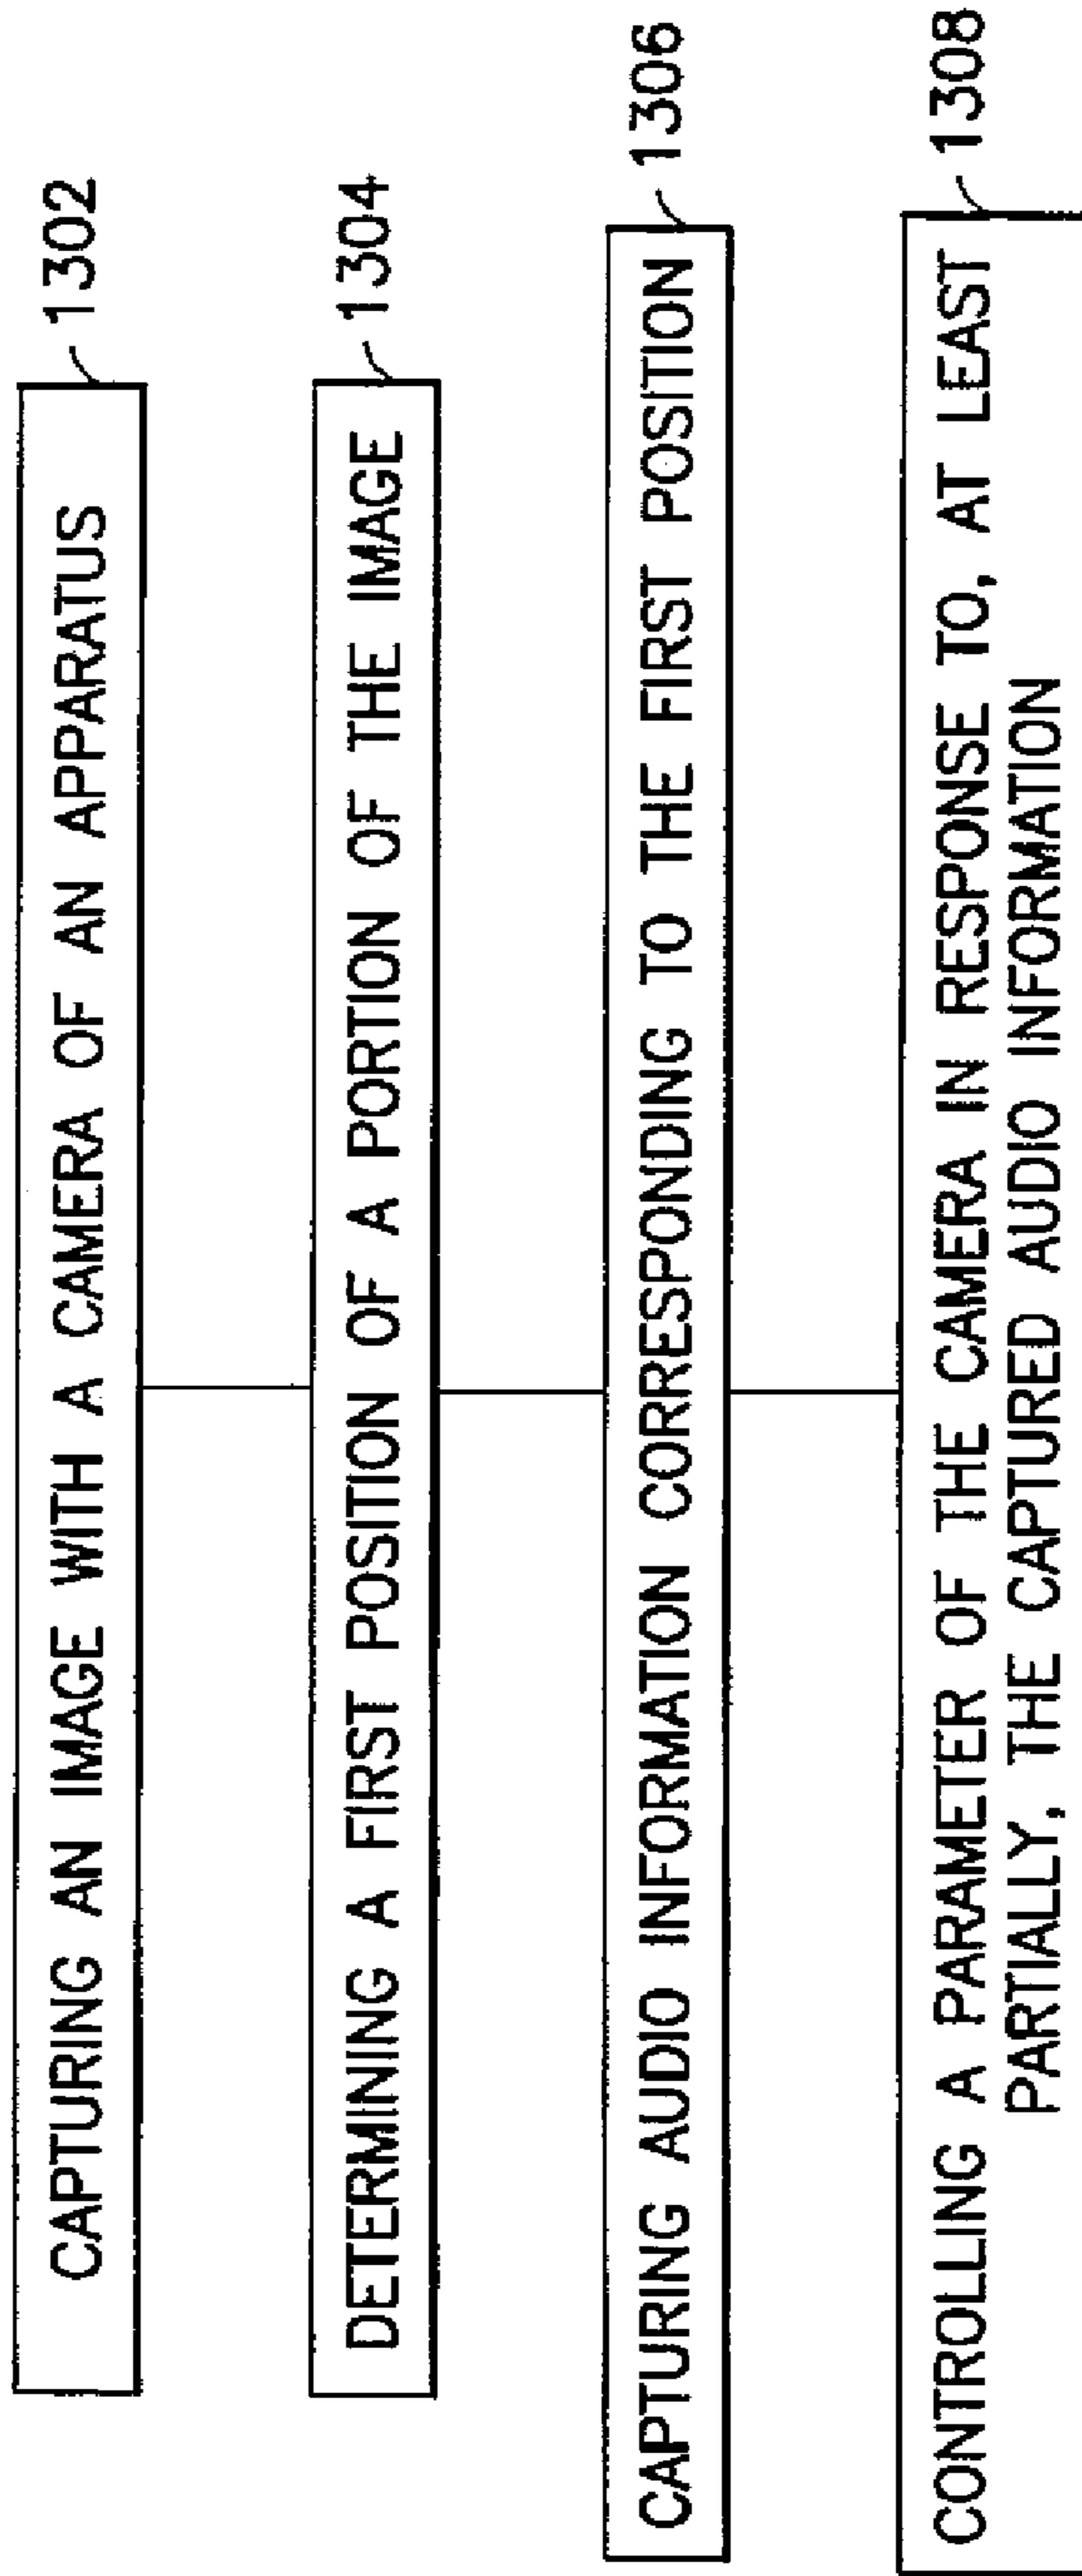 CAPTURING AN IMAGE WITH A CAMERA OF AN APPARATUS
1302
DETERMINING A FIRST POSITION OF A PORTION OF THE IMAGE
1304
CAPTURING AUDIO INFORMATION CORRESPONDING TO THE FIRST POSITION
1306
CONTROLLING A PARAMETER OF THE CAMERA IN RESPONSE TO, AT LEAST
PARTIALLY, THE CAPTURED AUDIO INFORMATION
1308